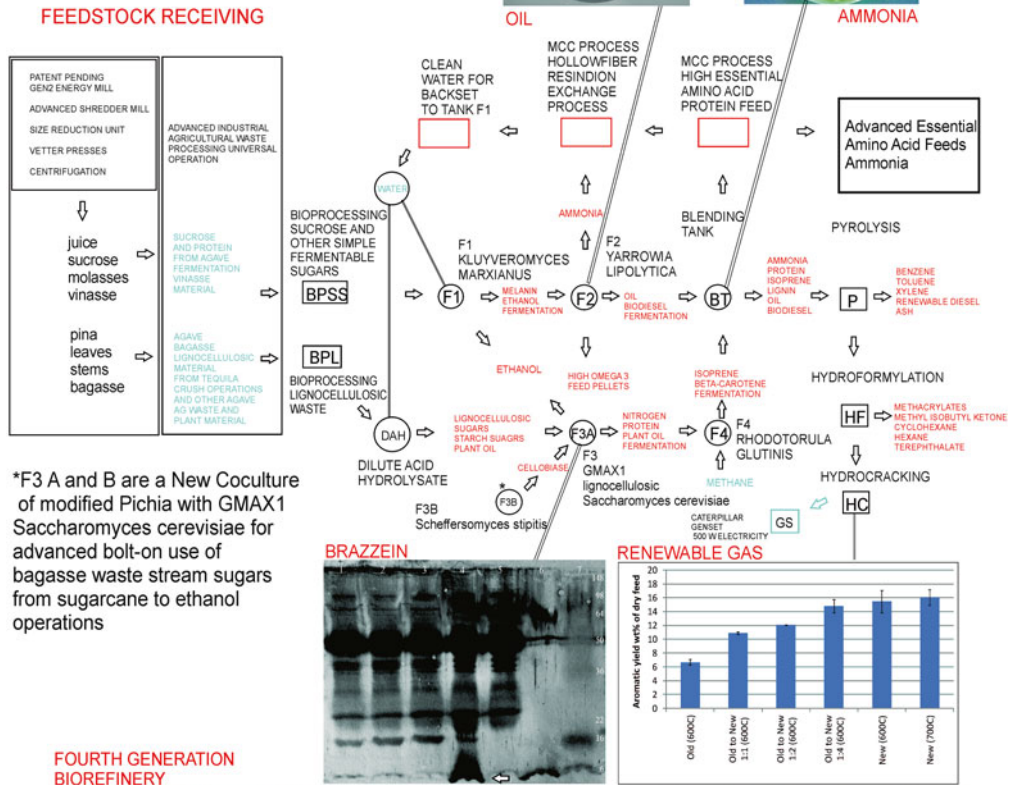 FEEDSTOCK RECEIVING
OIL
AMMONIA
PATENT PENDING
GEN2 ENERGY MILL
ADVANCED SHREDDER MILL
SIZE REDUCTION UNIT
VETTER PRESSES
CENTRIFUGATION
ADVANCED INDUSTRIAL
AGRICULTURAL WASTE
PROCESSING UNIVERSAL
OPERATION
CLEAN
WATER FOR
BACKSET
TO TANK F1
MCC PROCESS
HOLLOWFIBER
RESINDION
EXCHANGE
PROCESS
MCC PROCESS
HIGH ESSENTIAL
AMINO ACID
PROTEIN FEED
Advanced Essential
Amino Acid Feeds
Ammonia
juice
sucrose
molasses
vinasse
SUCROSE
AND PROTEIN
FROM AGAVE
FERMENTATION
VINASSE
MATERIAL
pina
leaves
stems
bagasse
AGAVE
BAGASSE
LIGNOCELLULOSIC
MATERIAL
FROM TEQUILA
CRUSH OPERATIONS
AND OTHER AGAVE
AG WASTE AND
PLANT MATERIAL
BIOPROCESSING
SUCROSE AND
OTHER SIMPLE
FERMENTABLE
SUGARS
BPSS
BPL
BIOPROCESSING
LIGNOCELLULOSIC
WASTE
WATER
F1
F1
KLUYVEROMYCES
MARXIANUS
MELANIN
ETHANOL
FERMENTATION
AMMONIA
F2
F2
YARROWIA
LIPOLYTICA
OIL
BIODIESEL
FERMENTATION
BLENDING
TANK
BT
AMMONIA
PROTEIN
ISOPRENE
LIGNIN
OIL
BIODIESEL
PYROLYSIS
P
BENZENE
TOLUENE
XYLENE
RENEWABLE DIESEL
ASH
ETHANOL
HIGH OMEGA 3
FEED PELLETS
ISOPRENE
BETA-CAROTENE
FERMENTATION
HYDROFORMYLATION
HF
METHACRYLATES
METHYL ISOBUTYL KETONE
CYCLOHEXANE
HEXANE
TEREPHTHALATE
DAH
DILUTE ACID
HYDROLYSATE
LIGNOCELLULOSIC
SUGARS
STARCH SUAGRS
PLANT OIL
F3A
NITROGEN
PROTEIN
PLANT OIL
FERMENTATION
F4
F4
RHODOTORULA
GLUTINIS
CELLOBIASE
*
F3B
F3B
Scheffersomyces stipitis
F3
GMAX1
lignocellulosic
Saccharomyces cerevisiae
METHANE
HYDROCRACKING
HC
CATERPILLAR
GENSET
500 W ELECTRICITY
GS
*F3 A and B are a New Coculture
of modified Pichia with GMAX1
Saccharomyces cerevisiae for
advanced bolt-on use of
bagasse waste stream sugars
from sugarcane to ethanol
operations
BRAZZEIN
RENEWABLE GAS
Aromatic yield wt% of dry feed
20
18
16
14
12
10
8
6
4
2
0
Old (600C)
Old to New
1:1 (600C)
Old to New
1:2 (600C)
Old to New
1:4 (600C)
New (600C)
New (700C)
FOURTH GENERATION
BIOREFINERY